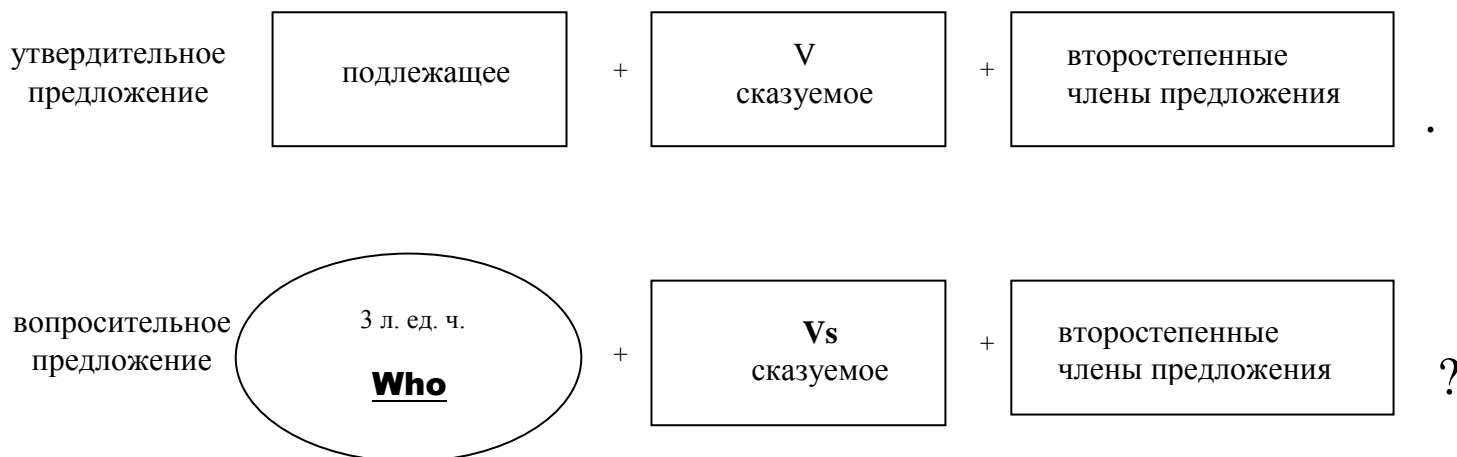 утвердительное
предложение
подлежащее
+
V
сказуемое
+
второстепенные
члены предложения
.
вопросительное
предложение
3 л. ед. ч.
Who
+
Vs
сказуемое
+
второстепенные
члены предложения
?